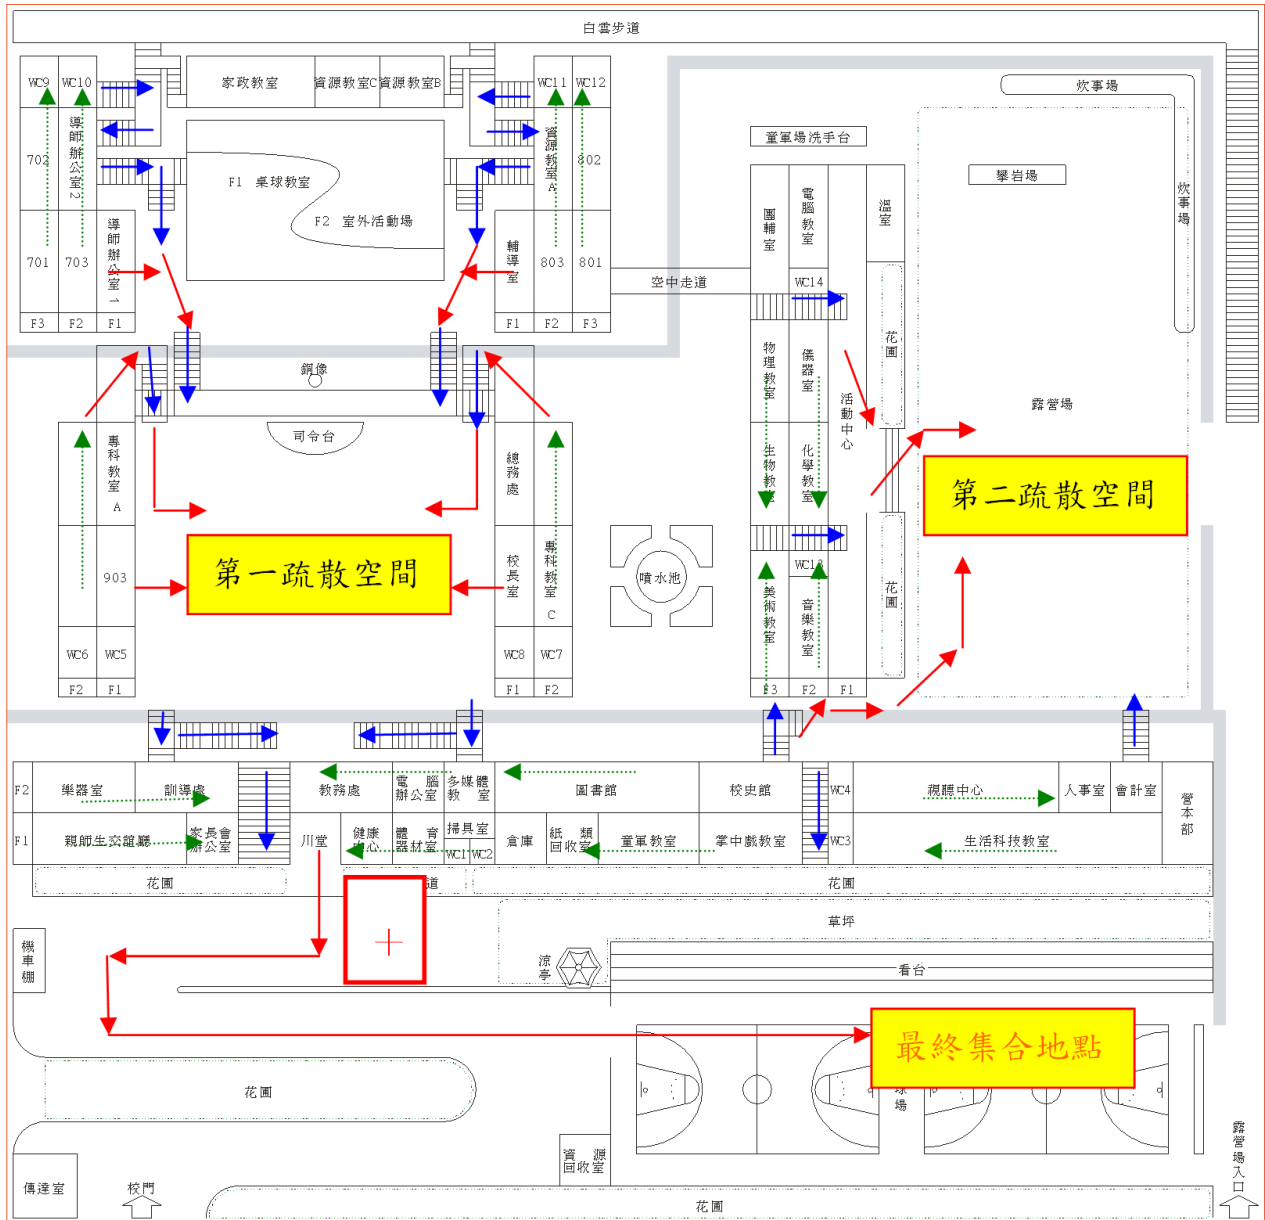 白雲步道
WC9
WC10
家政教室
資源教室C
資源教室B
WC11
WC12
炊事場
童軍場洗手台
702
導師辦公室2
F1 桌球教室
F2 室外活動場
資源教室A
802
攀岩場
炊事場
團輔室
電腦教室
溫室
701
703
導師辦公室1
輔導室
803
801
空中走道
WC14
F3
F2
F1
F1
F2
F3
銅像
物理教室
儀器室
花圃
活動中心
露營場
司令台
專科教室A
總務處
生物教室
化學教室
第二疏散空間
903
第一疏散空間
校長室
專科教室C
噴水池
WC13
美術教室
音樂教室
花圃
WC6
WC5
WC8
WC7
F2
F1
F1
F2
F3
F2
F1
F2
樂器室
訓導處
教務處
電腦辦公室
多媒體教室
圖書館
校史館
WC4
視聽中心
人事室
會計室
營本部
F1
親師生交誼廳
家長會辦公室
川堂
健康中心
體育器材室
掃具室
WC1
WC2
倉庫
紙類回收室
童軍教室
掌中戲教室
WC3
生活科技教室
花圃
道
花圃
草坪
機車棚
涼亭
看台
最終集合地點
球場
花圃
資源回收室
露營場入口
傳達室
校門
花圃